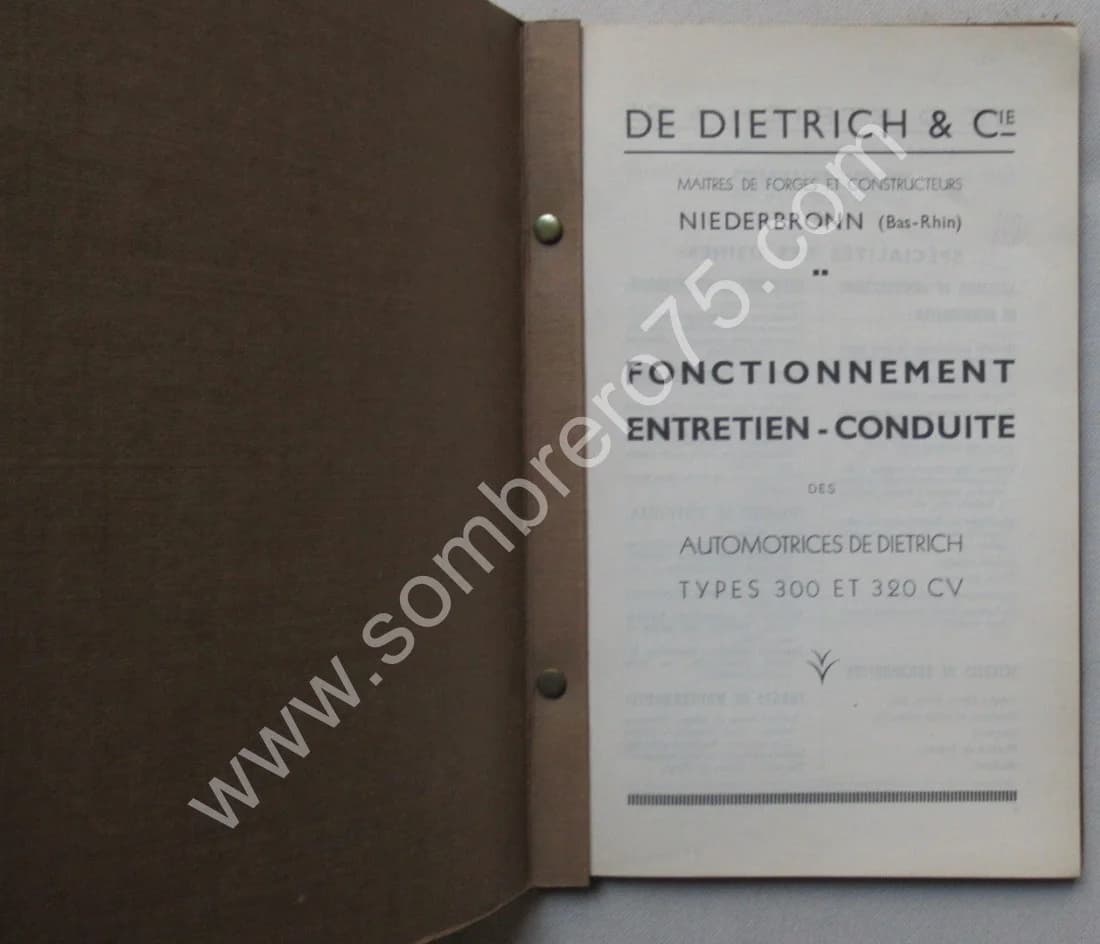 DE DIETRICH & CIE
MAITRES DE FORGES ET CONSTRUCTEURS
NIEDERBRONN (Bas-Rhin)
FONCTIONNEMENT
ENTRETIEN - CONDUITE
DES
AUTOMOTRICES DE DIETRICH
TYPES 300 ET 320 CV
www.sombrero75.com